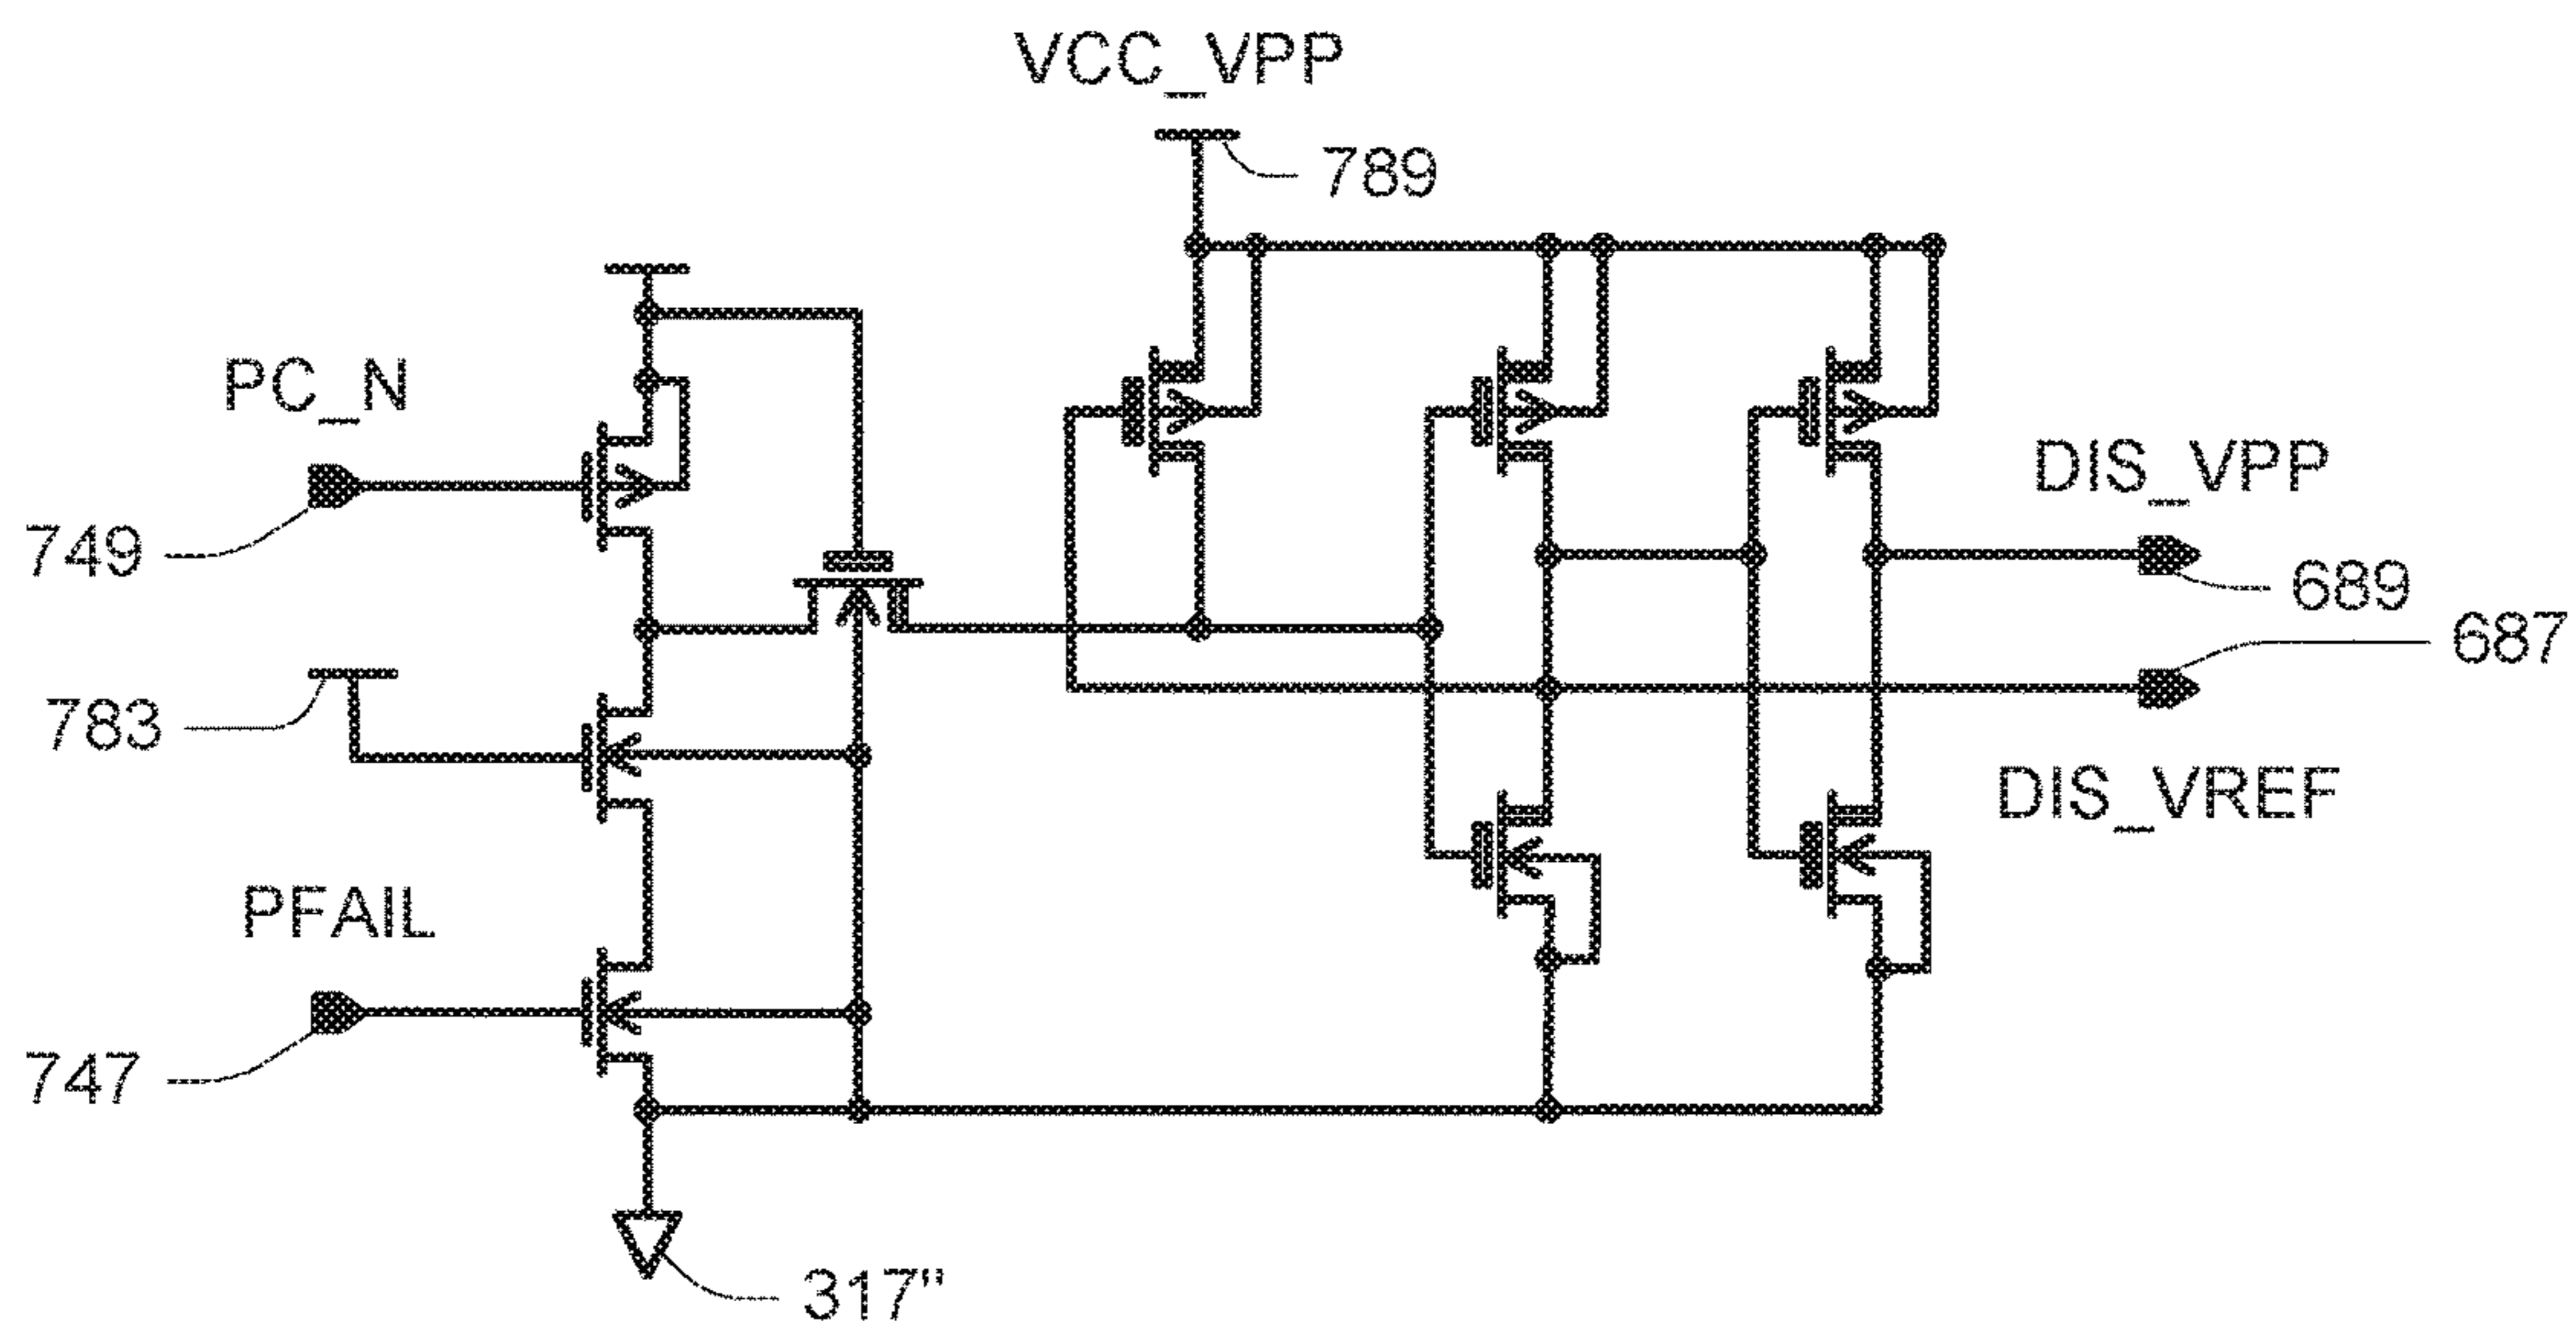 VCC_VPP
789
PC_N
749
DIS_VPP
689
687
783
DIS_VREF
PFAIL
747
317"